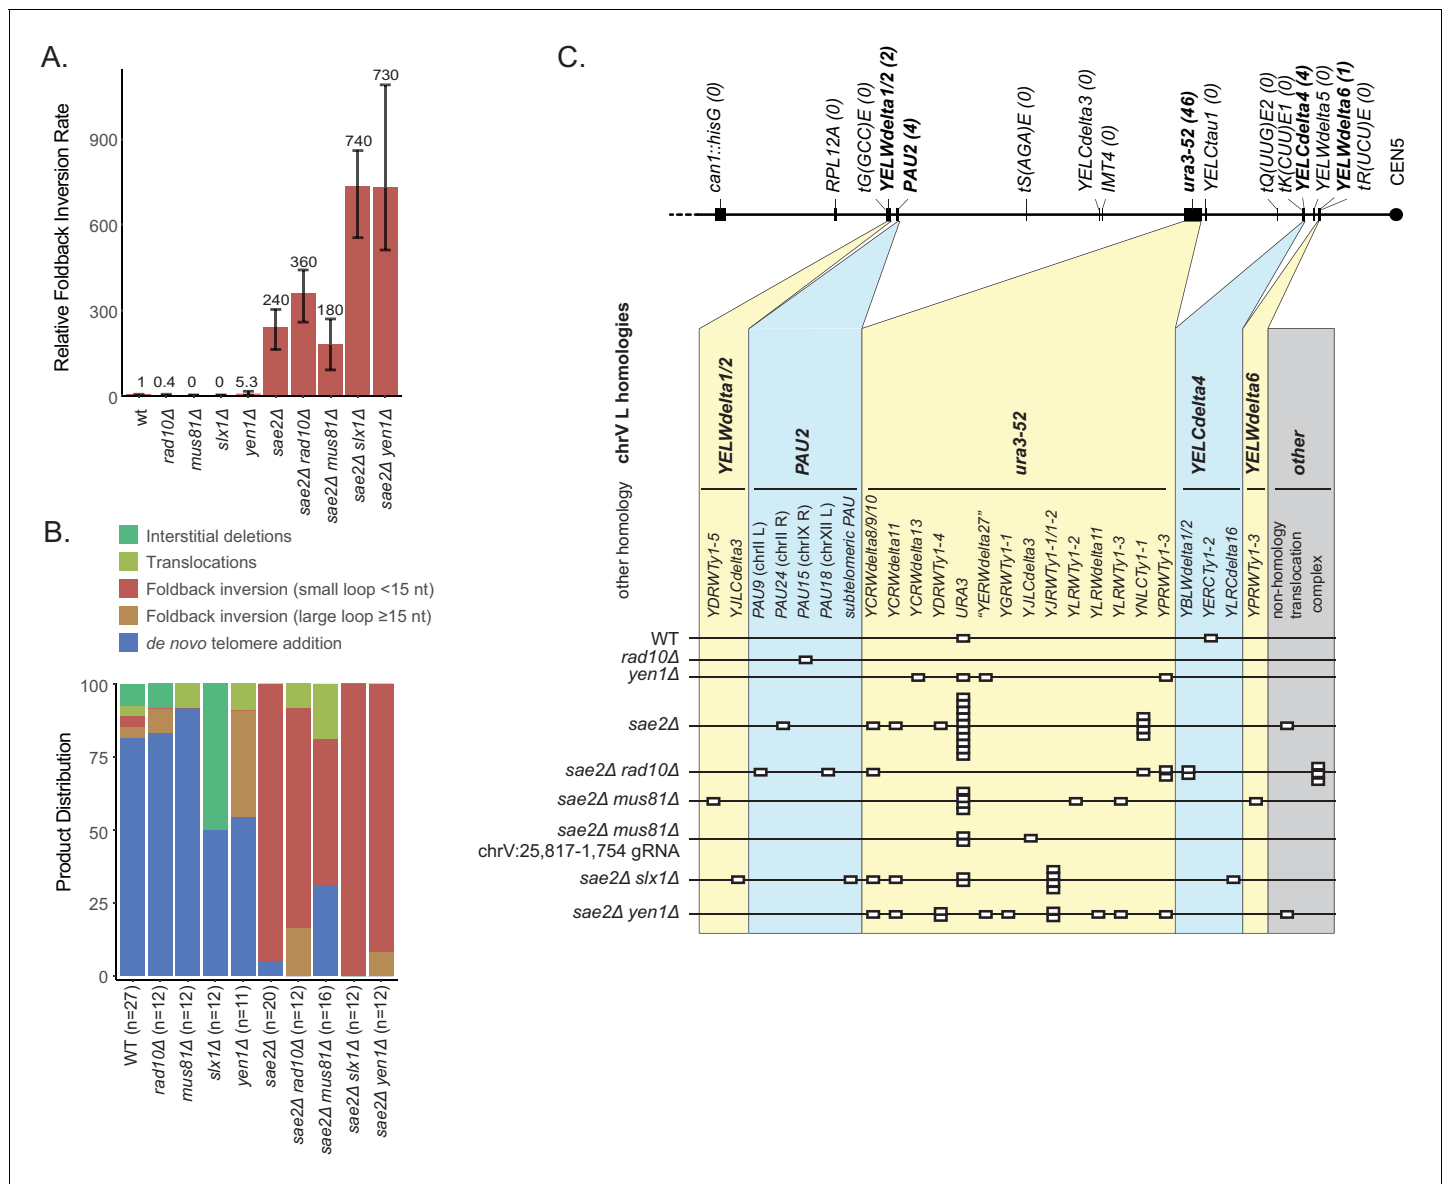 A.
Relative Foldback Inversion Rate
900
600
300
0
1
0.4
0
0
5.3
240
360
180
740
730
wt
rad10Δ
mus81Δ
slx1Δ
yen1Δ
sae2Δ
sae2Δ rad10Δ
sae2Δ mus81Δ
sae2Δ slx1Δ
sae2Δ yen1Δ
B.
Interstitial deletions
Translocations
Foldback inversion (small loop <15 nt)
Foldback inversion (large loop ≥15 nt)
de novo telomere addition
Product Distribution
100
75
50
25
0
WT (n=27)
rad10Δ (n=12)
mus81Δ (n=12)
slx1Δ (n=12)
yen1Δ (n=11)
sae2Δ (n=20)
sae2Δ rad10Δ (n=12)
sae2Δ mus81Δ (n=16)
sae2Δ slx1Δ (n=12)
sae2Δ yen1Δ (n=12)
C.
can1::hisG (0)
RPL12A (0)
tG(GCC)E (0)
YELWdelta1/2 (2)
PAU2 (4)
tS(AGA)E (0)
YELCdelta3 (0)
IMT4 (0)
ura3-52 (46)
YELCtau1 (0)
tQ(UUG)E2 (0)
tK(CUU)E1 (0)
YELCdelta4 (4)
YELWdelta5 (0)
YELWdelta6 (1)
tR(UCU)E (0)
CEN5
chrV L homologies
YELWdelta1/2
PAU2
ura3-52
YELCdelta4
YELWdelta6
other
other homology
YDRWTy1-5
YJLCdelta3
PAU9 (chrII L)
PAU24 (chrII R)
PAU15 (chrIX R)
PAU18 (chrXII L)
subtelomeric PAU
YCRWdelta8/9/10
YCRWdelta11
YCRWdelta13
YDRWTy1-4
URA3
"YERWdelta27"
YGRWTy1-1
YJLCdelta3
YJRWTy1-1/1-2
YLRWTy1-2
YLRWdelta11
YLRWTy1-3
YNLCTy1-1
YPRWTy1-3
YBLWdelta1/2
YERCTy1-2
YLRCdelta16
YPRWTy1-3
non-homology
translocation
complex
WT
rad10Δ
yen1Δ
sae2Δ
sae2Δ rad10Δ
sae2Δ mus81Δ
sae2Δ mus81Δ
chrV:25,817-1,754 gRNA
sae2Δ slx1Δ
sae2Δ yen1Δ